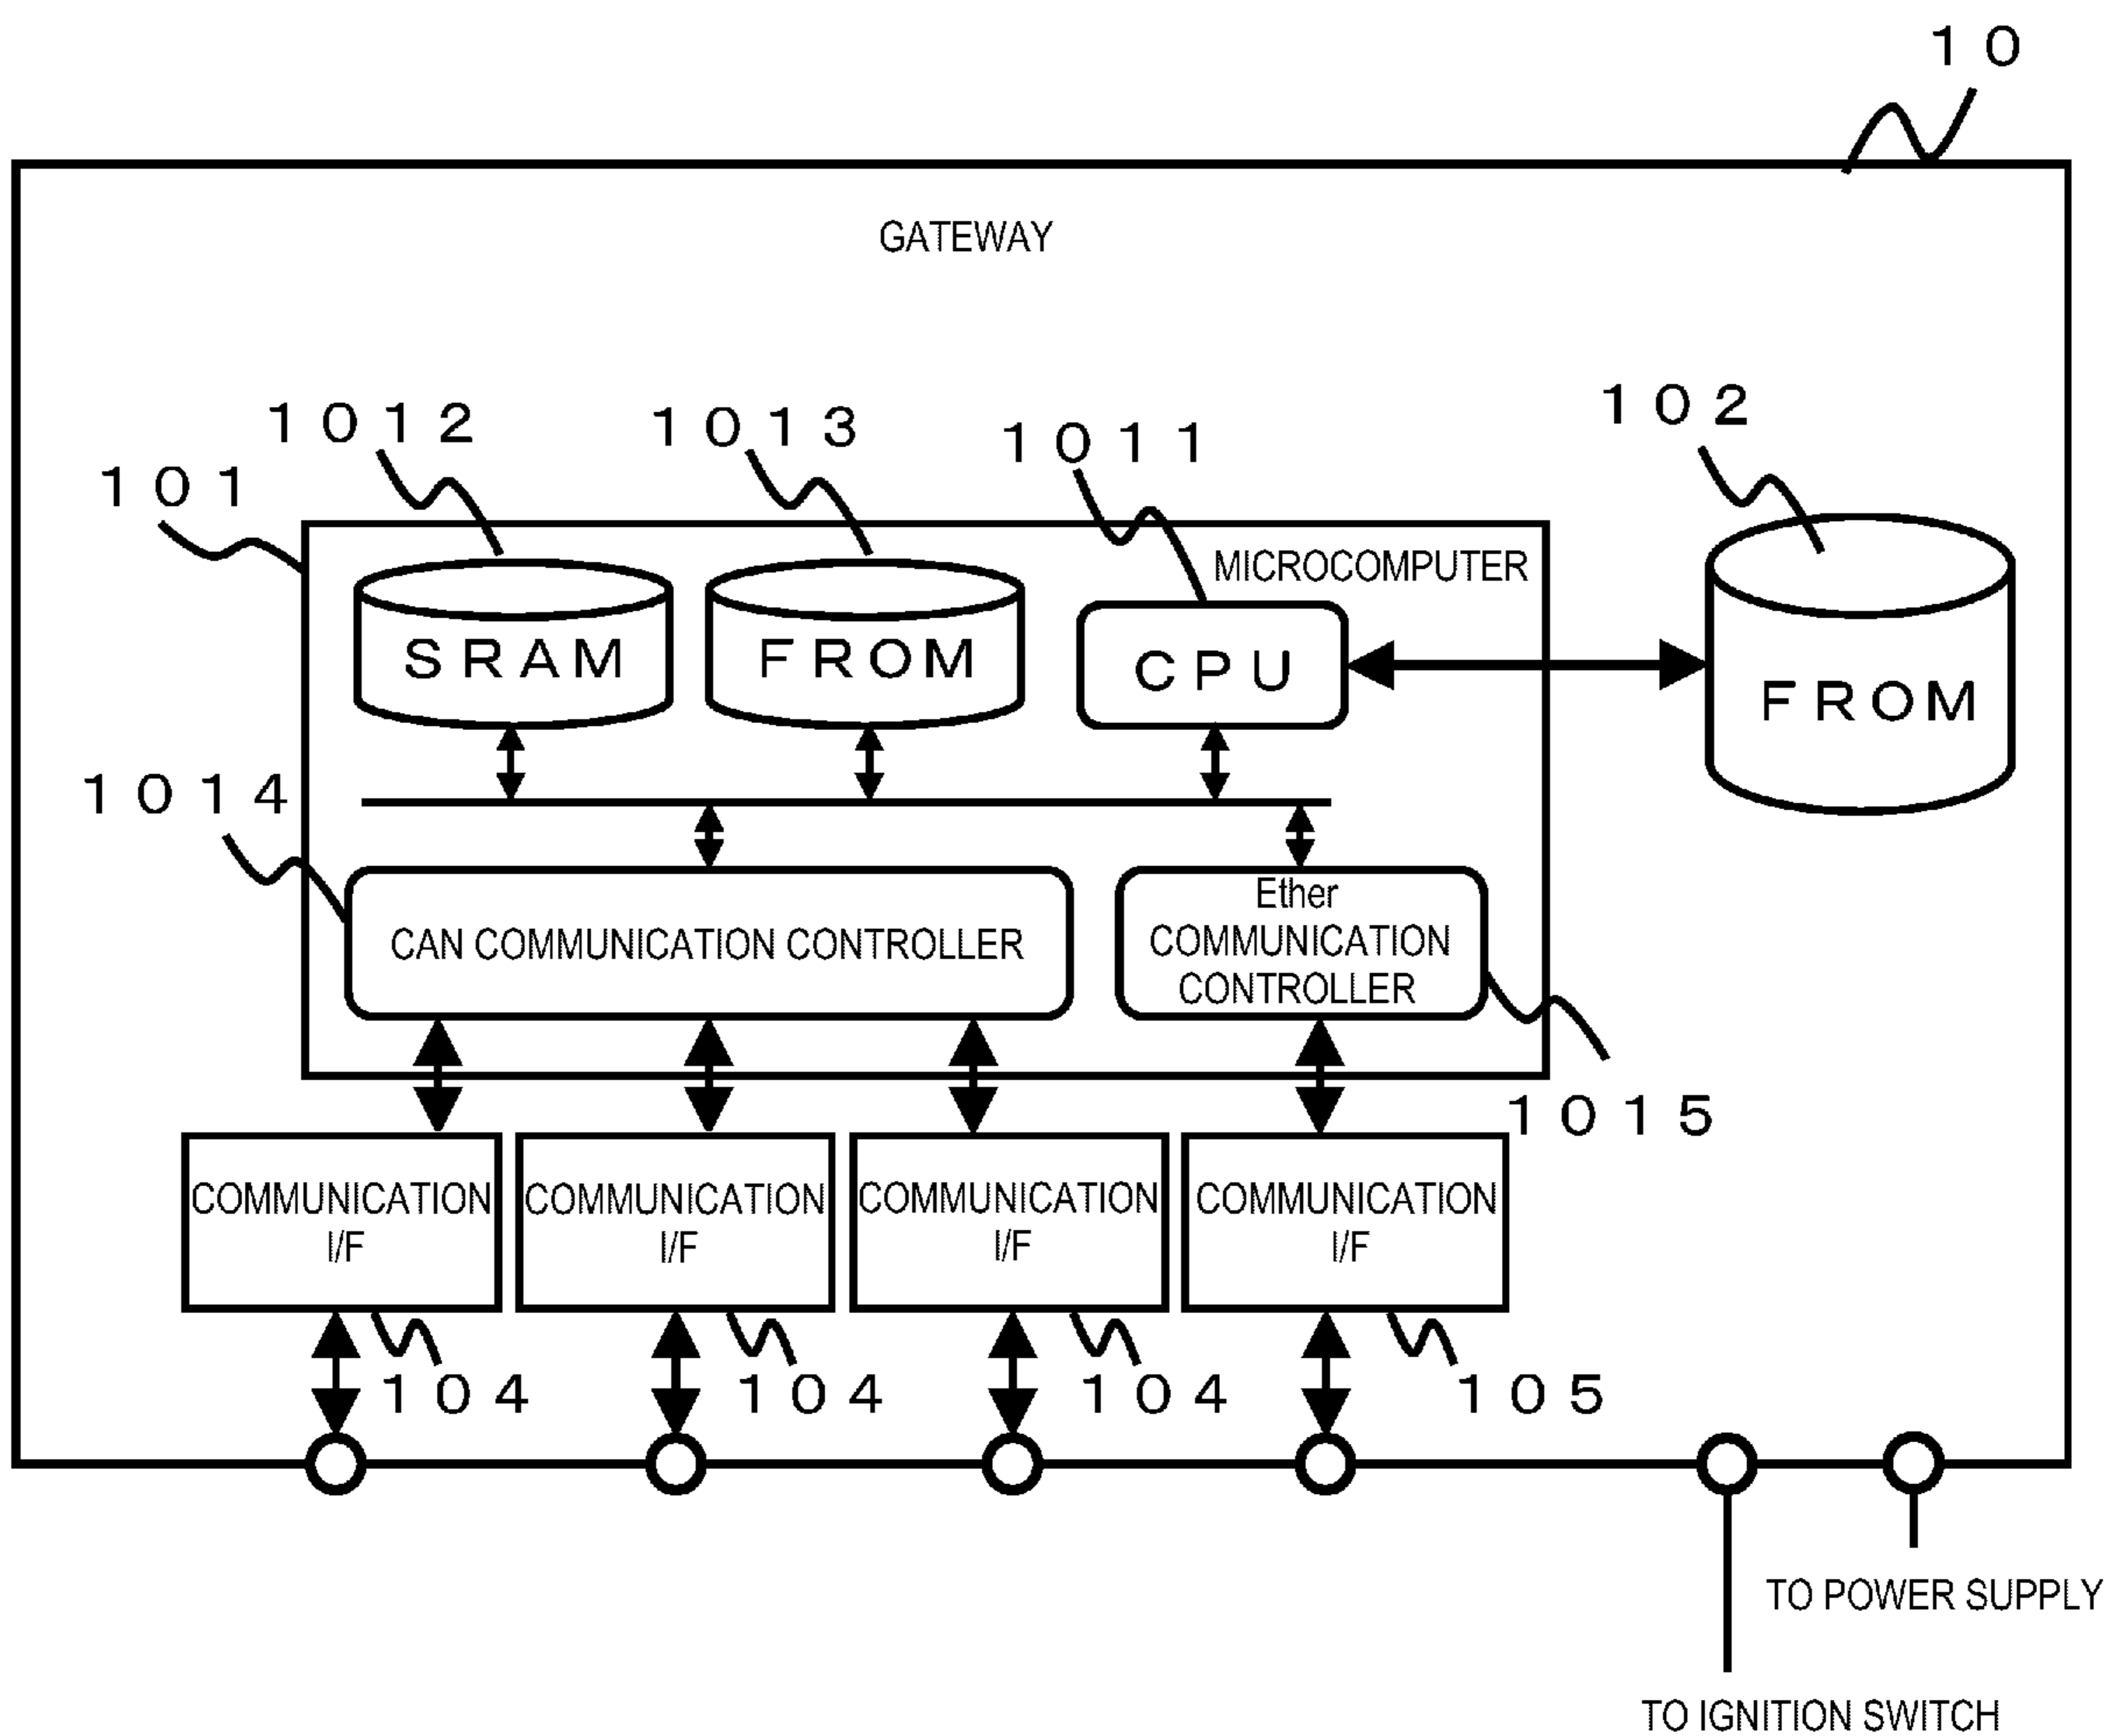 10
GATEWAY
1012
1013
1011
102
101
MICROCOMPUTER
SRAM
FROM
CPU
FROM
1014
CAN COMMUNICATION CONTROLLER
Ether
COMMUNICATION
CONTROLLER
1015
COMMUNICATION
I/F
COMMUNICATION
I/F
COMMUNICATION
I/F
COMMUNICATION
I/F
104
104
104
105
TO POWER SUPPLY
TO IGNITION SWITCH